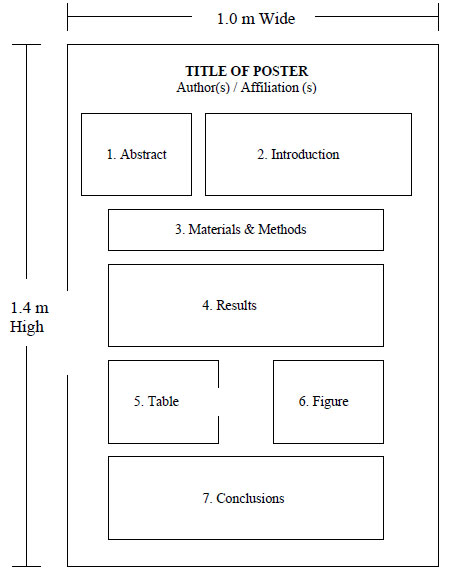 1.0 m Wide
TITLE OF POSTER
Author(s) / Affiliation (s)
1. Abstract
2. Introduction
3. Materials & Methods
1.4 m
High
4. Results
5. Table
6. Figure
7. Conclusions